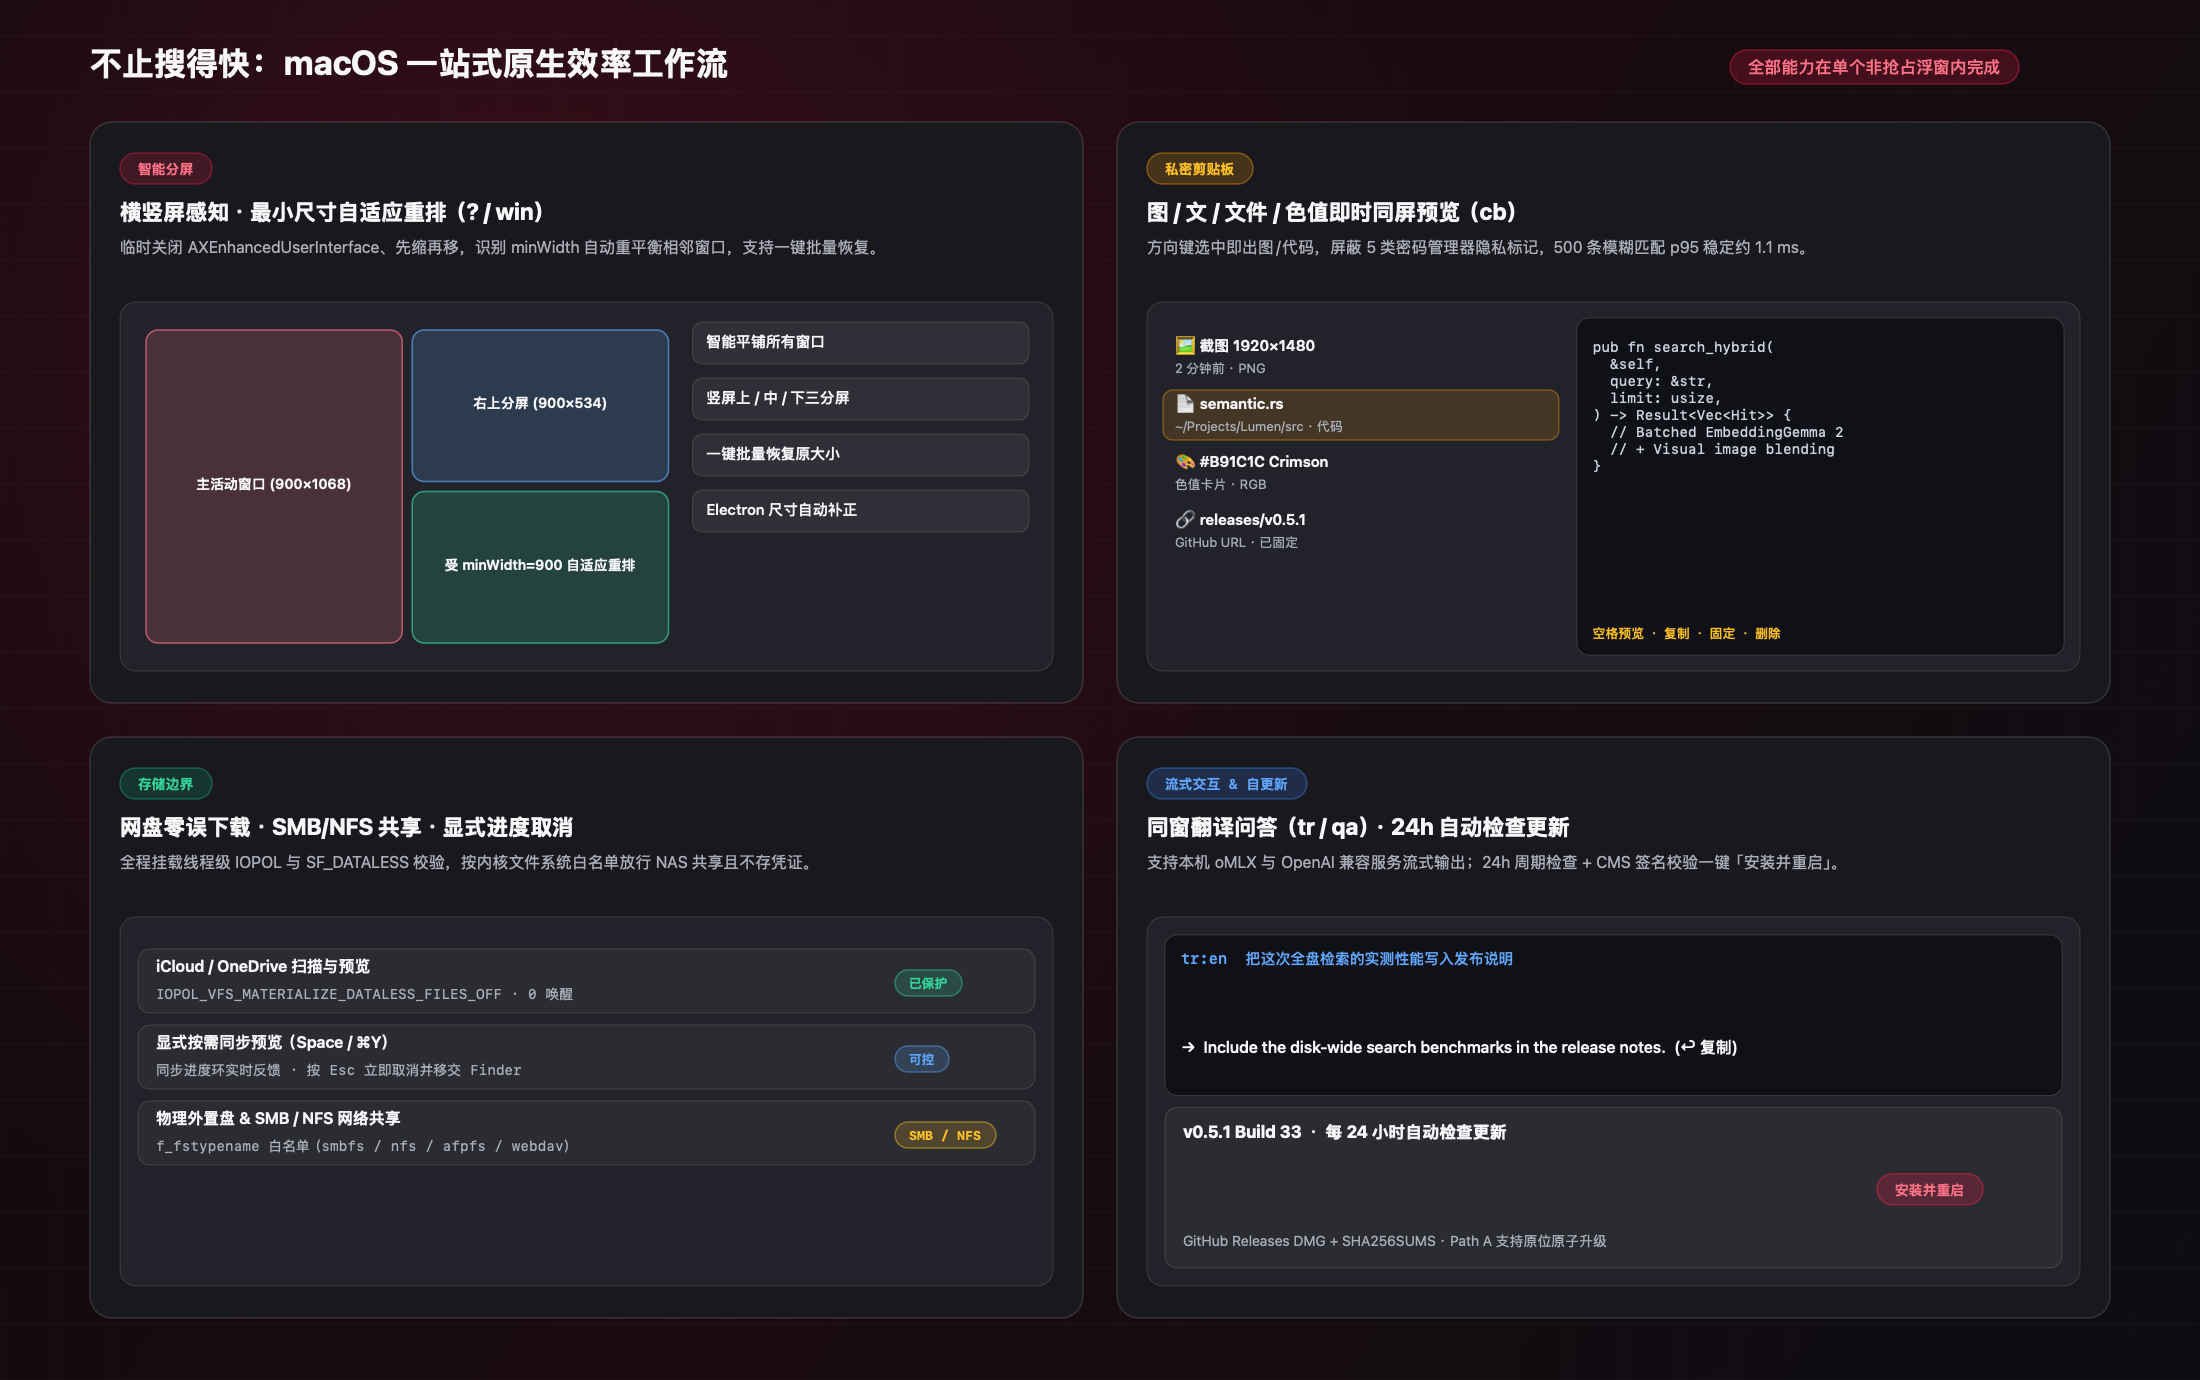 不止搜得快：macOS 一站式原生效率工作流
全部能力在单个非抢占浮窗内完成
智能分屏
横竖屏感知 · 最小尺寸自适应重排（? / win）
临时关闭 AXEnhancedUserInterface、先缩再移，识别 minWidth 自动重平衡相邻窗口，支持一键批量恢复。
主活动窗口 (900×1068)
右上分屏 (900×534)
受 minWidth=900 自适应重排
智能平铺所有窗口
竖屏上 / 中 / 下三分屏
一键批量恢复原大小
Electron 尺寸自动补正
私密剪贴板
图 / 文 / 文件 / 色值即时同屏预览（cb）
方向键选中即出图/代码，屏蔽 5 类密码管理器隐私标记，500 条模糊匹配 p95 稳定约 1.1 ms。
🖼️ 截图 1920×1480
2 分钟前 · PNG
📄 semantic.rs
~/Projects/Lumen/src · 代码
🎨 #B91C1C Crimson
色值卡片 · RGB
🔗 releases/v0.5.1
GitHub URL · 已固定
pub fn search_hybrid(
&self,
query: &str,
limit: usize,
) -> Result<Vec<Hit>> {
// Batched EmbeddingGemma 2
// + Visual image blending
}
空格预览 · 复制 · 固定 · 删除
存储边界
网盘零误下载 · SMB/NFS 共享 · 显式进度取消
全程挂载线程级 IOPOL 与 SF_DATALESS 校验，按内核文件系统白名单放行 NAS 共享且不存凭证。
iCloud / OneDrive 扫描与预览
IOPOL_VFS_MATERIALIZE_DATALESS_FILES_OFF · 0 唤醒
已保护
显式按需同步预览（Space / ⌘Y）
同步进度环实时反馈 · 按 Esc 立即取消并移交 Finder
可控
物理外置盘 & SMB / NFS 网络共享
f_fstypename 白名单 (smbfs / nfs / afpfs / webdav)
SMB / NFS
流式交互 & 自更新
同窗翻译问答（tr / qa）· 24h 自动检查更新
支持本机 oMLX 与 OpenAI 兼容服务流式输出；24h 周期检查 + CMS 签名校验一键「安装并重启」。
tr:en 把这次全盘检索的实测性能写入发布说明
→ Include the disk-wide search benchmarks in the release notes. (↩ 复制)
v0.5.1 Build 33 · 每 24 小时自动检查更新
安装并重启
GitHub Releases DMG + SHA256SUMS · Path A 支持原位原子升级